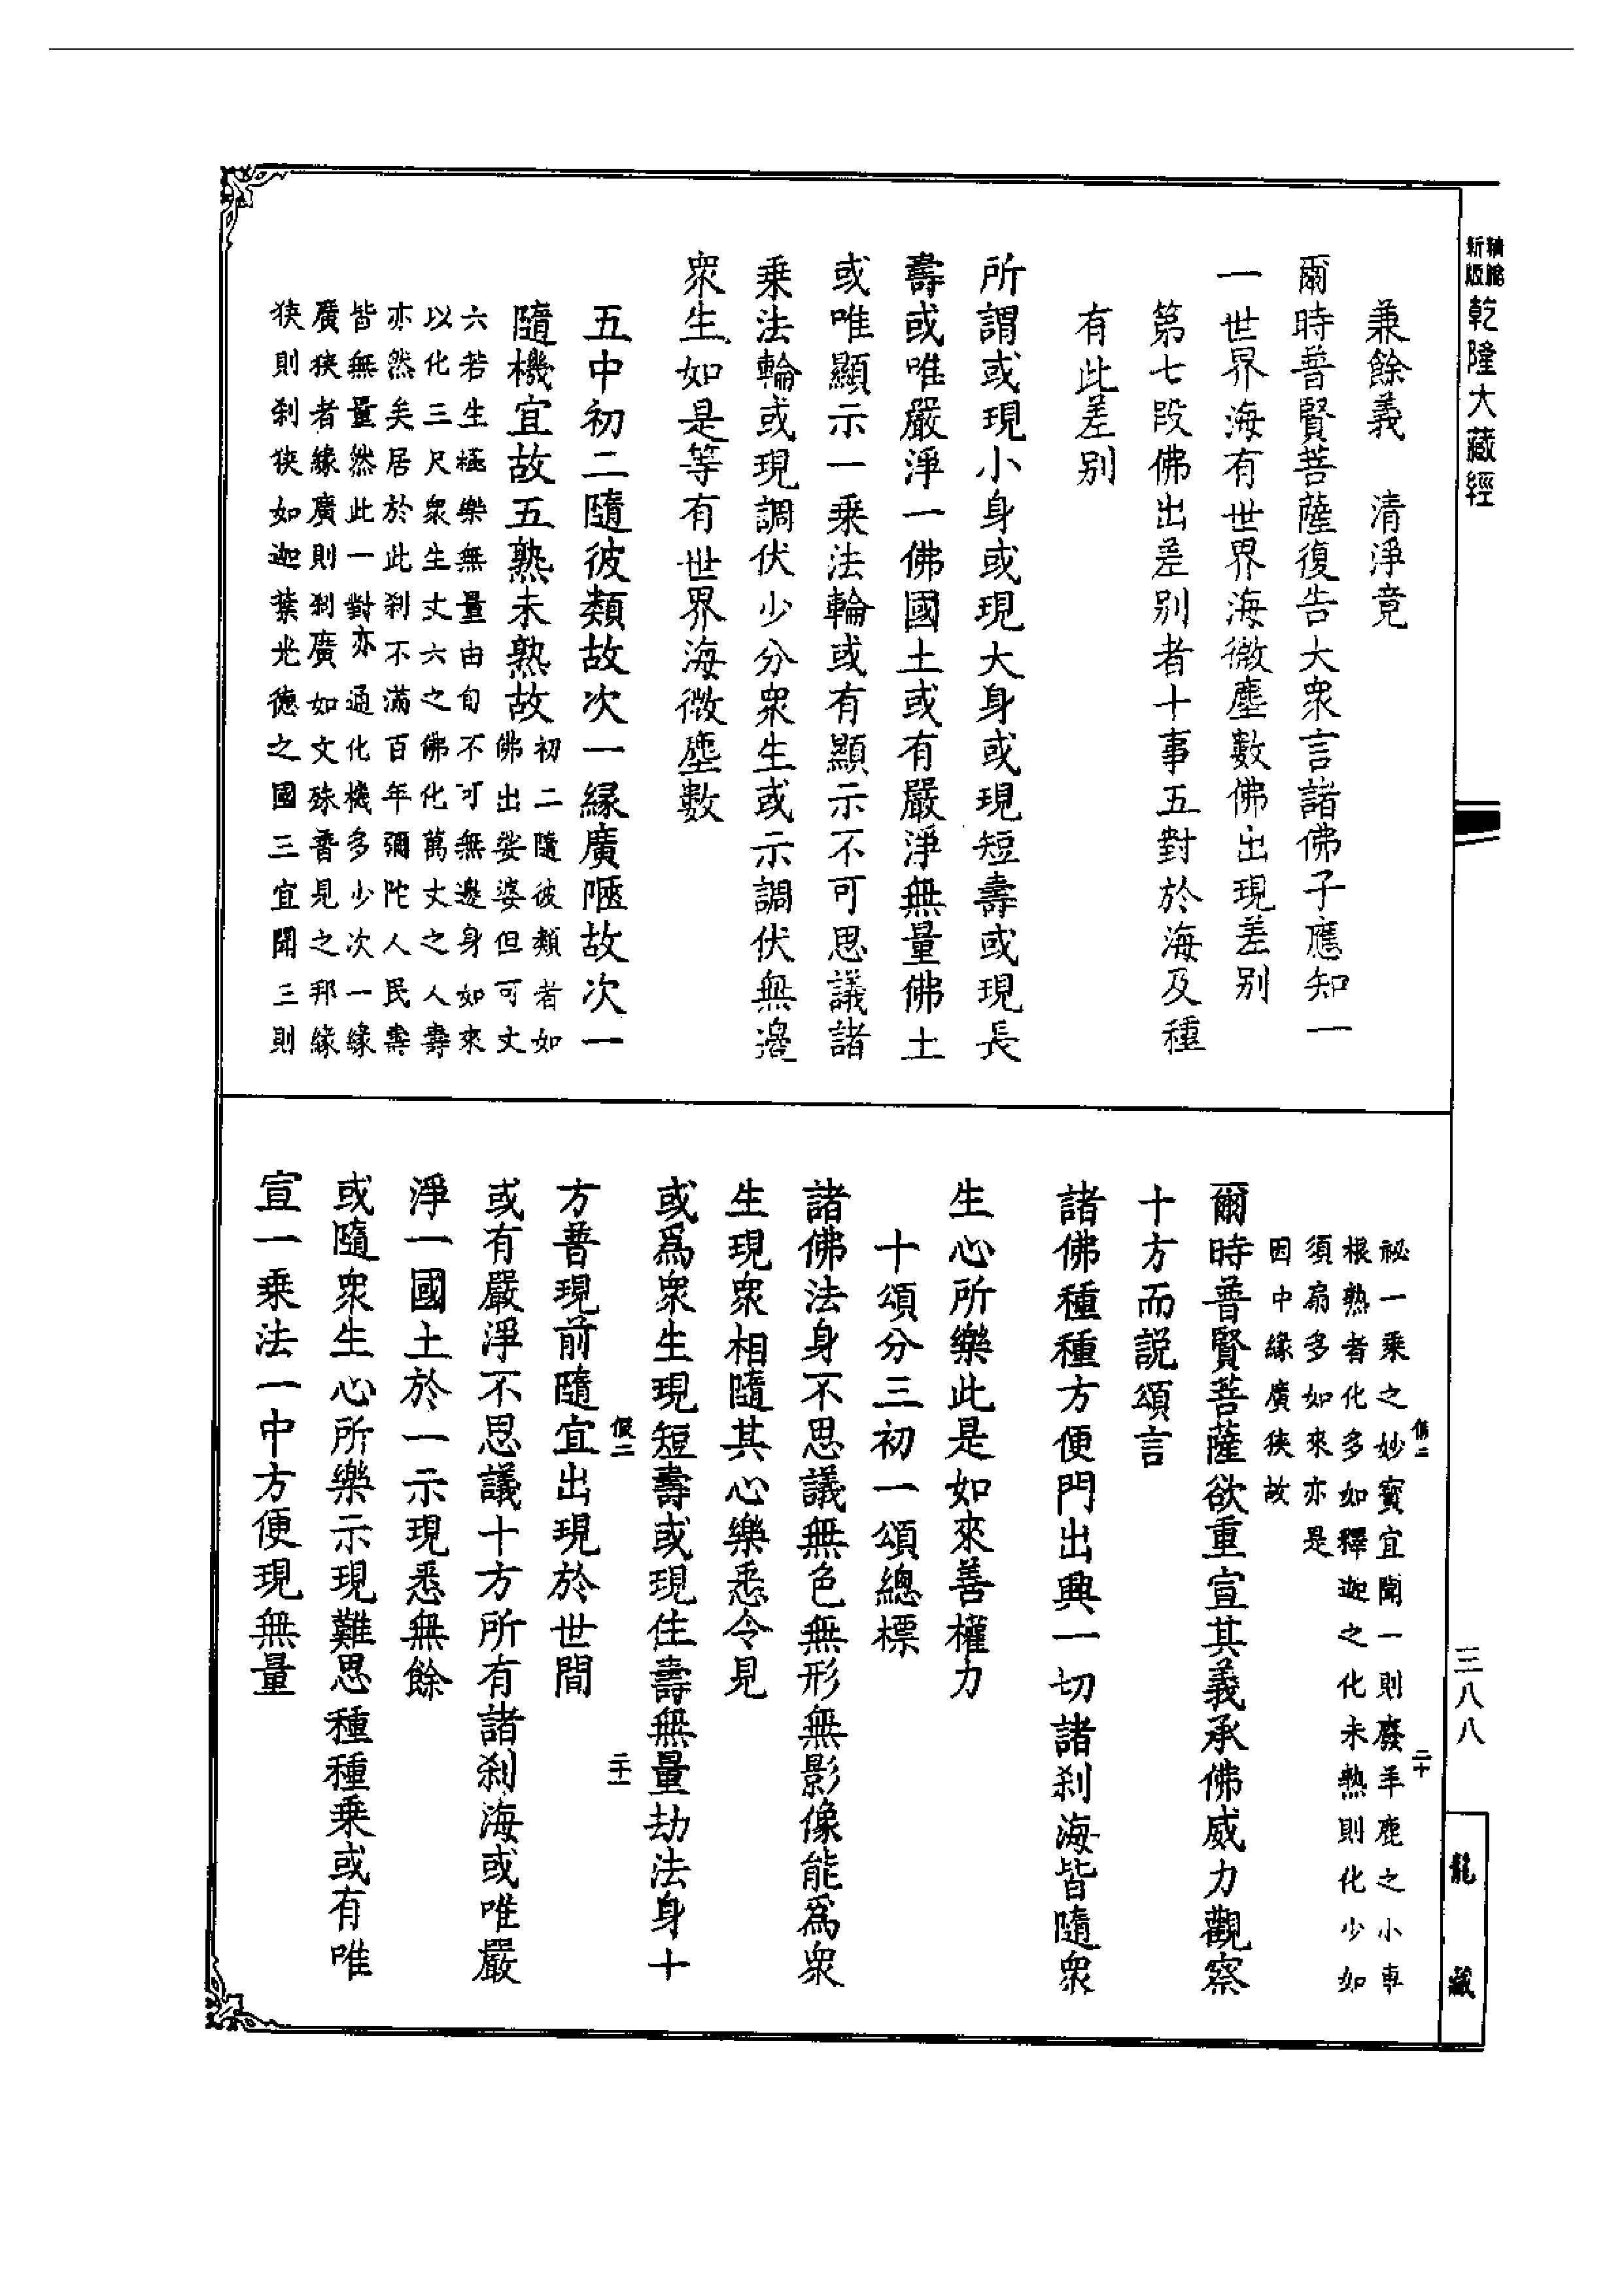 新版
精縮
乾隆大藏經
兼餘義　清淨竟
爾時普賢菩薩復告大衆言諸佛子應知一
一世界海有世界海微塵數佛出現差别
第七段佛出差别者十事五對於海及種
有此差别
所謂或現小身或現大身或現短壽或現長
壽或唯嚴淨一佛國土或有嚴淨無量佛土
或唯顯示一乗法輪或有顯示不可思議諸
乗法輪或現調伏少分衆生或示調伏無邊
衆生如是等有世界海微塵數
五中初二隨彼類故次一縁廣陿故次一
隨機宜故五熟未熟故
初二隨彼類者如
佛出娑婆但可丈
六若生極樂無量由旬不可無邊身如來
以化三尺衆生丈六之佛化萬丈之人壽
亦然矣居於此刹不滿百年彌陀人民壽
皆無量然此一對亦通化機多少次一縁
廣狹者縁廣則刹廣如文殊普見之邦縁
狹則刹狹如迦葉光德之國三宜聞三則
祕一乗之妙寳宜聞一則廢羊鹿之小車
根熟者化多如釋迦之化未熟則化少如
須扇多如來亦是
因中縁廣狹故
爾時普賢菩薩欲重宣其義承佛威力觀察
十方而説頌言
諸佛種種方便門出興一切諸刹海皆隨衆
生心所樂此是如來善權力
十頌分三初一頌總標
諸佛法身不思議無色無形無影像能爲衆
生現衆相隨其心樂悉令見
或爲衆生現短壽或現住壽無量劫法身十
方普現前隨宜出現於世間
或有嚴淨不思議十方所有諸刹海或唯嚴
淨一國土於一示現悉無餘
或隨衆生心所樂示現難思種種乗或有唯
宣一乗法一中方便現無量
二十
二十一
三八八
龍藏